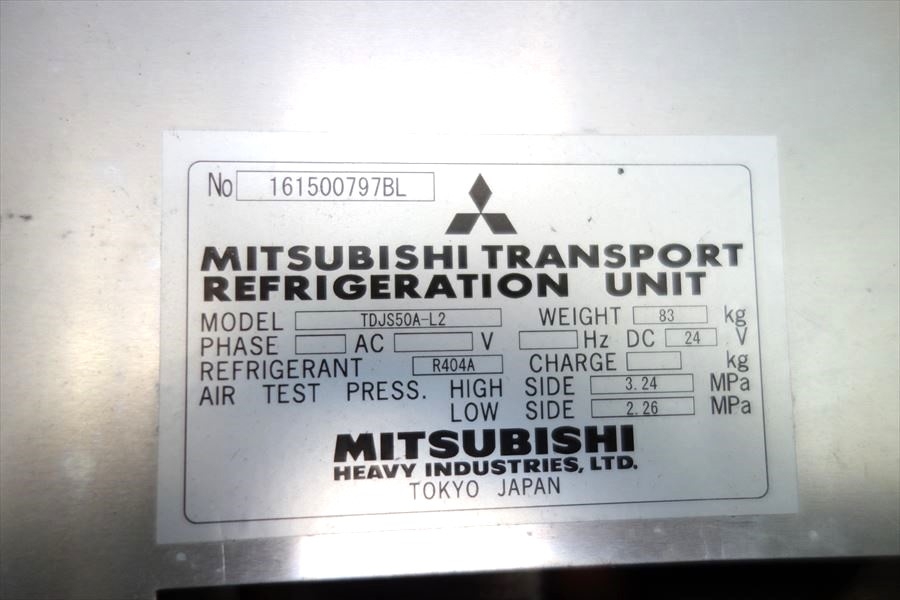 No 161500797BL
MITSUBISHI TRANSPORT
REFRIGERATION UNIT
MODEL TDJS50A-L2 WEIGHT 83 kg
PHASE AC V Hz DC 24 V
REFRIGERANT R404A CHARGE kg
AIR TEST PRESS. HIGH SIDE 3.24 MPa
LOW SIDE 2.26 MPa
MITSUBISHI
HEAVY INDUSTRIES, LTD.
TOKYO JAPAN